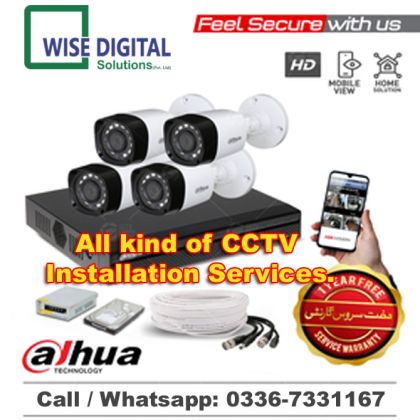 WISE DIGITAL
Solutions(Pvt. Ltd)
Feel Secure with us
HD
MOBILE
VIEW
HOME
SOLUTION
alhua
All kind of CCTV
Installation Services.
1 YEAR FREE
مفت سروس گارنٹی
SERVICE WARRANTY
alhua
TECHNOLOGY
Call / Whatsapp: 0336-7331167